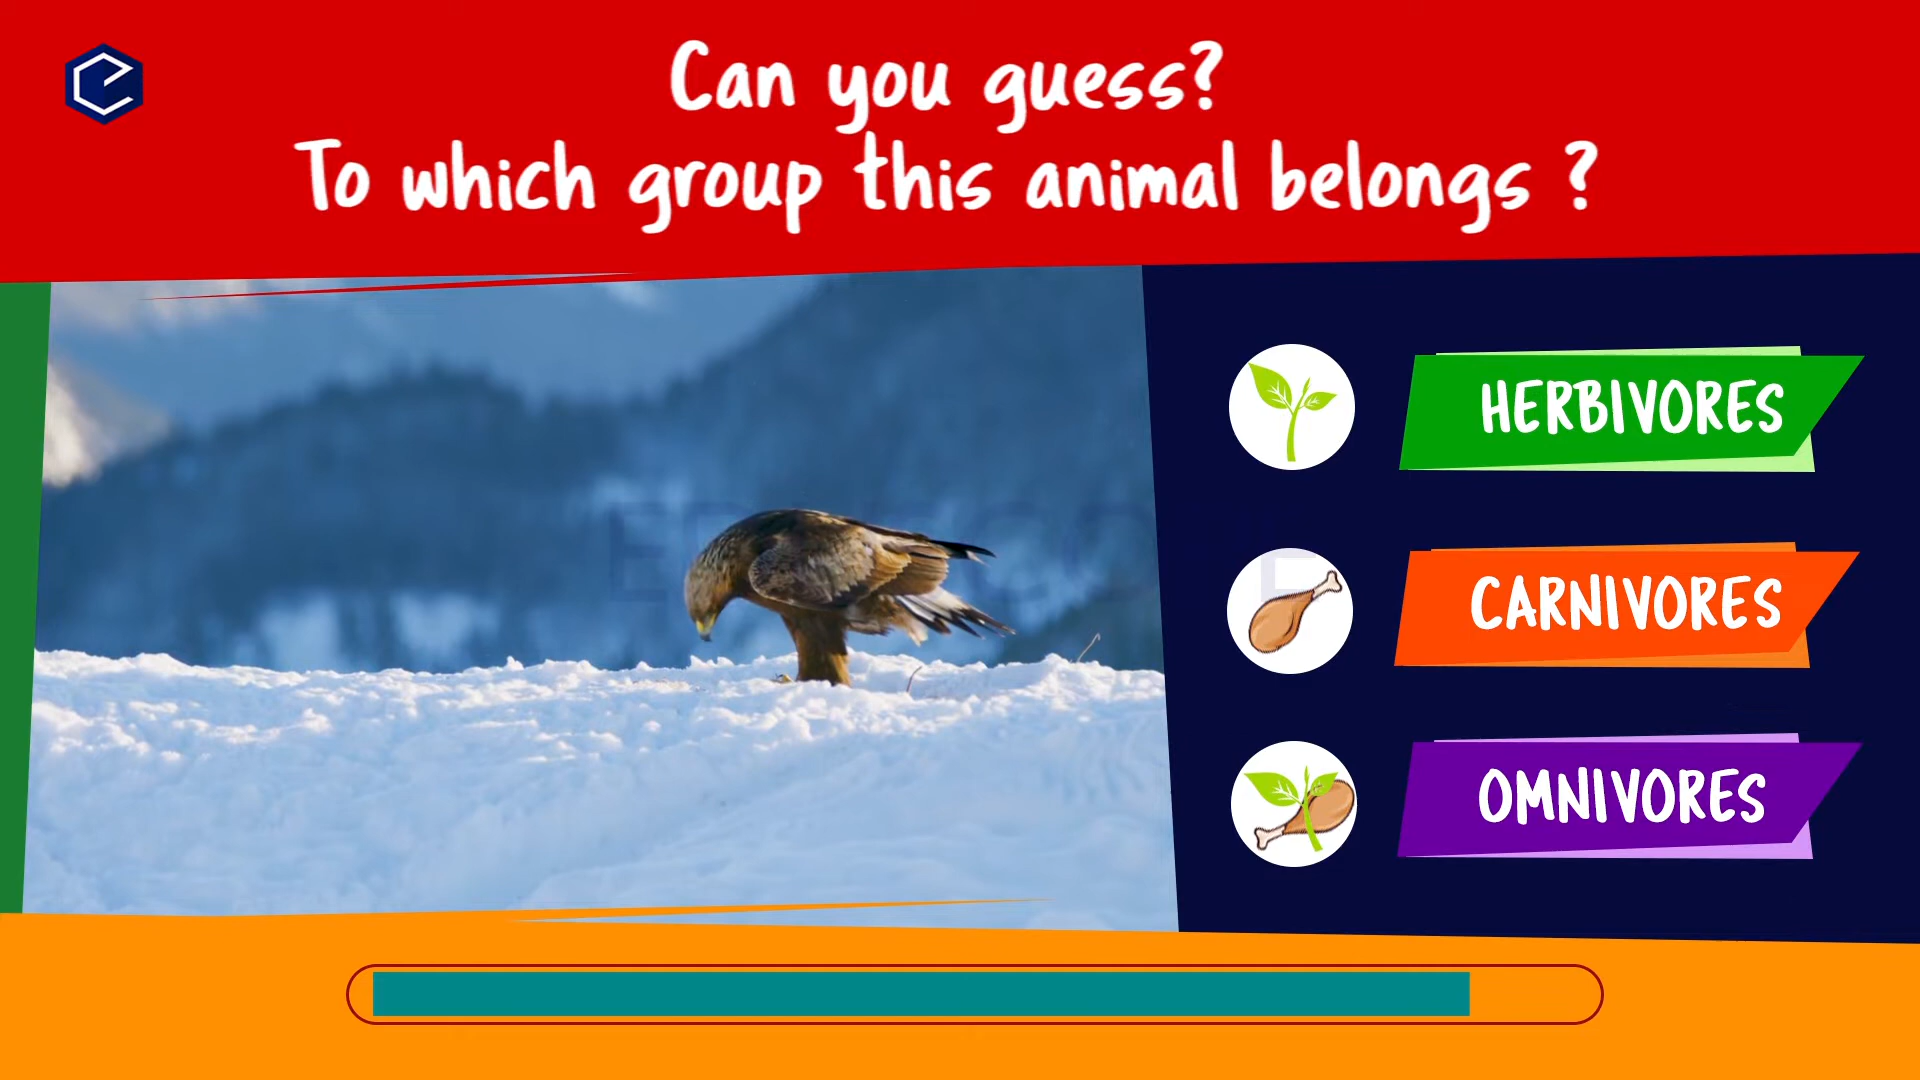 Can you guess?
To which group this animal belongs ?
HERBIVORES
CARNIVORES
OMNIVORES